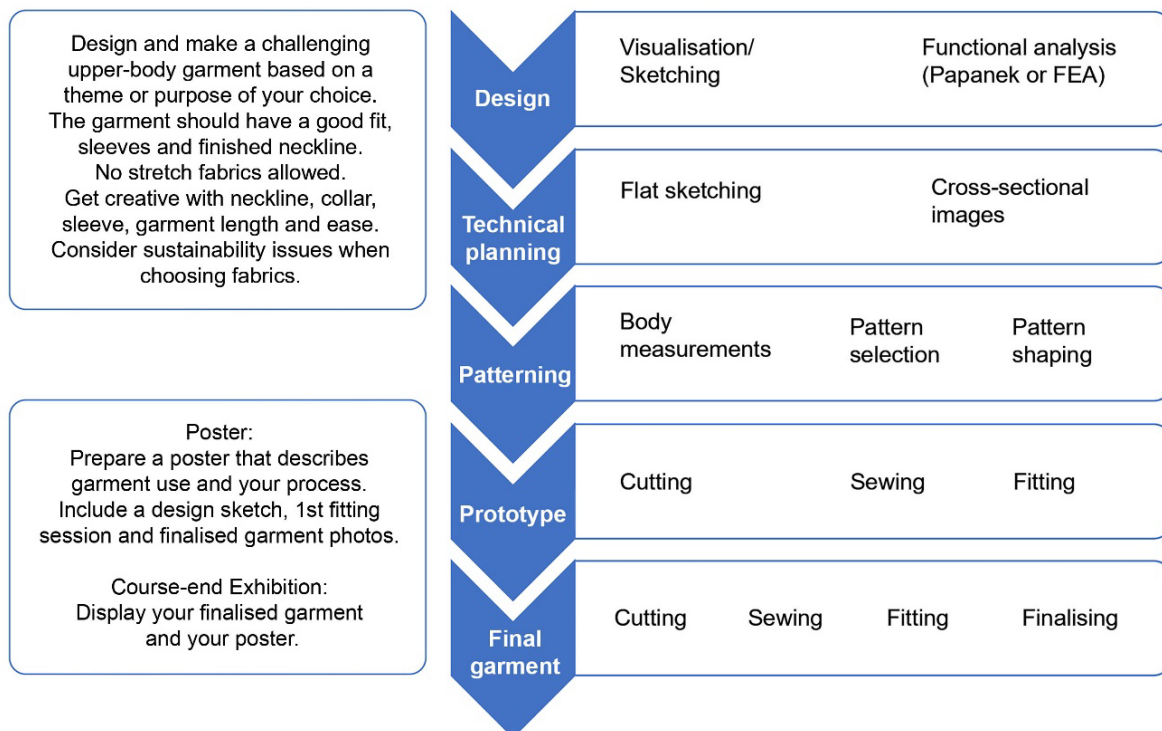 Design and make a challenging
upper-body garment based on a
theme or purpose of your choice.
The garment should have a good fit,
sleeves and finished neckline.
No stretch fabrics allowed.
Get creative with neckline, collar,
sleeve, garment length and ease.
Consider sustainability issues when
choosing fabrics.
Poster:
Prepare a poster that describes
garment use and your process.
Include a design sketch, 1st fitting
session and finalised garment photos.
Course-end Exhibition:
Display your finalised garment
and your poster.
Design
Visualisation/
Sketching
Functional analysis
(Papanek or FEA)
Technical
planning
Flat sketching
Cross-sectional
images
Patterning
Body
measurements
Pattern
selection
Pattern
shaping
Prototype
Cutting
Sewing
Fitting
Final
garment
Cutting
Sewing
Fitting
Finalising